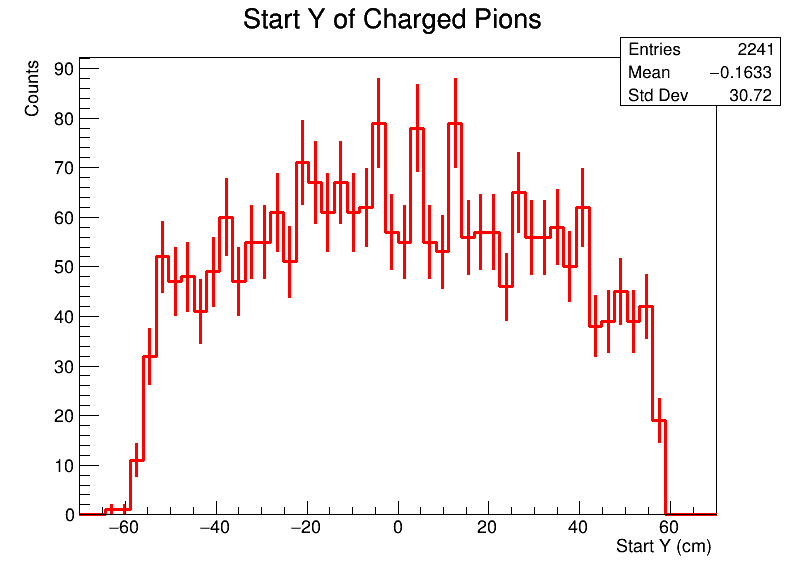 Start Y of Charged Pions
Entries 2241
Mean −0.1633
Std Dev 30.72
Counts
90
80
70
60
50
40
30
20
10
0
−60 −40 −20 0 20 40 60
Start Y (cm)